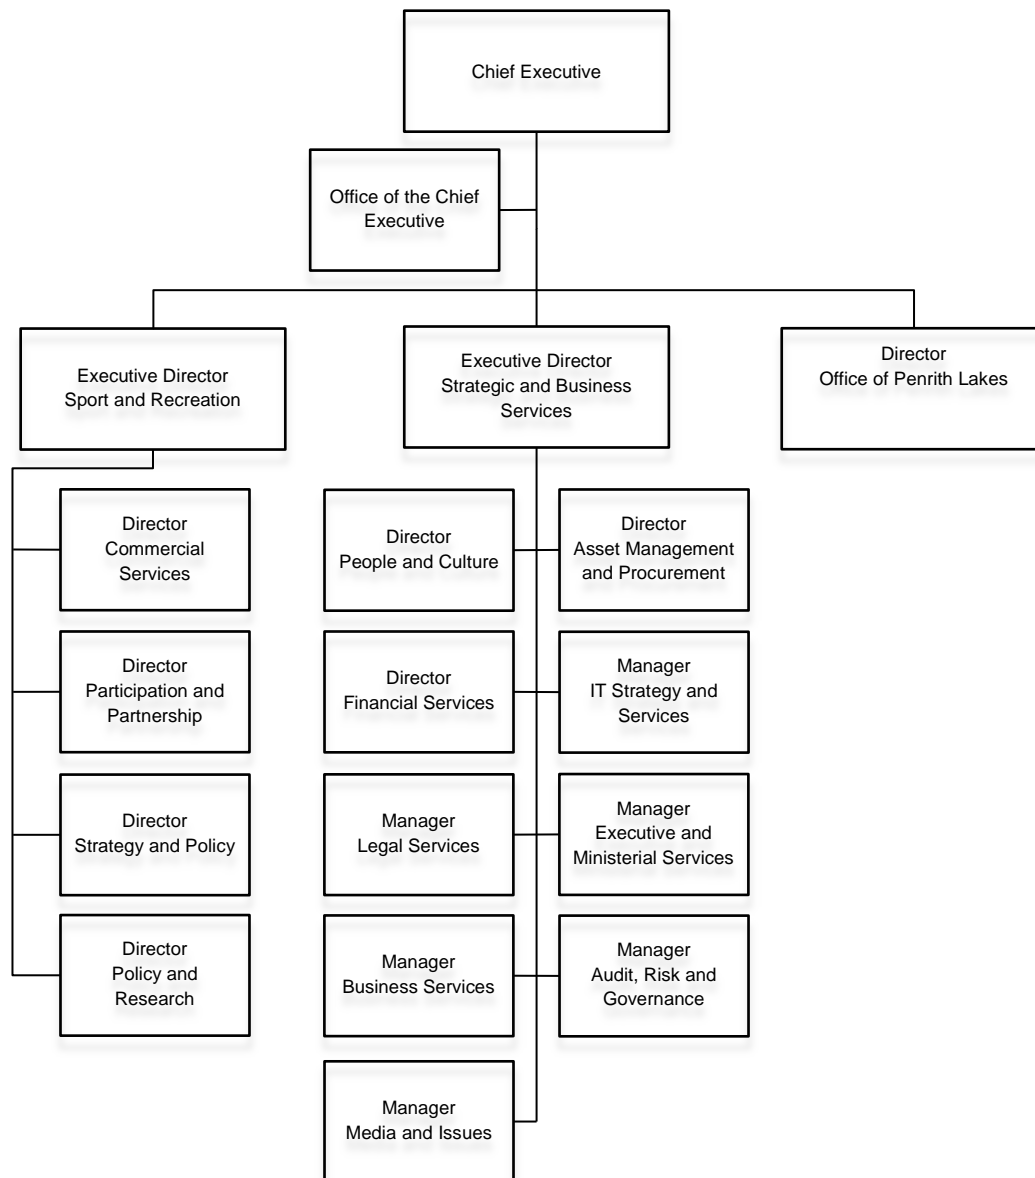 Chief Executive
Office of the Chief
Executive
Executive Director
Sport and Recreation
Executive Director
Strategic and Business
Services
Director
Office of Penrith Lakes
Director
Commercial
Services
Director
Participation and
Partnership
Director
Strategy and Policy
Director
Policy and
Research
Director
People and Culture
Director
Asset Management
and Procurement
Director
Financial Services
Manager
IT Strategy and
Services
Manager
Legal Services
Manager
Executive and
Ministerial Services
Manager
Business Services
Manager
Audit, Risk and
Governance
Manager
Media and Issues